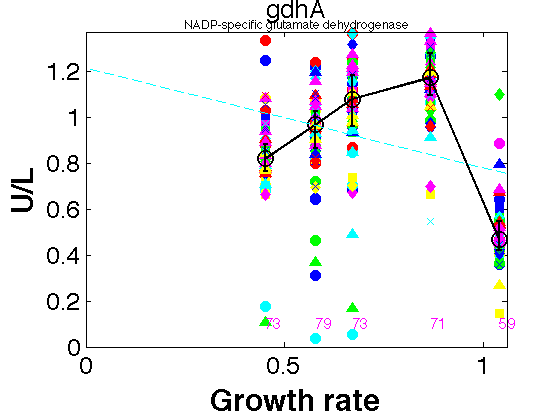 gdhA
NADP-specific glutamate dehydrogenase
U/L
1.2
1
0.8
0.6
0.4
0.2
0
73 79 73 71 59
0 0.5 1
Growth rate